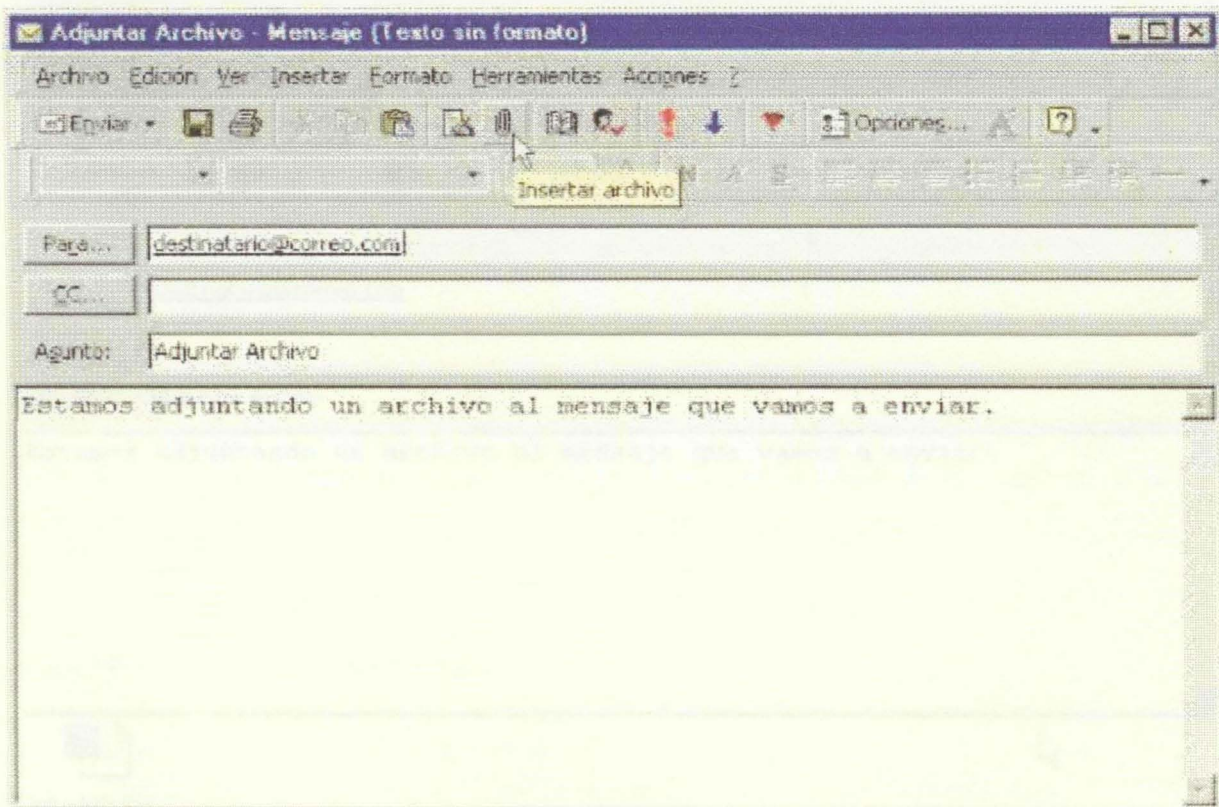 Adjuntar Archivo - Mensaje (Texto sin formato)
Archivo Edición Ver Insertar Formato Herramientas Acciones ?
Enviar Opciones...
Insertar archivo
Para... destinatario@correo.com
CC...
Asunto: Adjuntar Archivo
Estamos adjuntando un archivo al mensaje que vamos a enviar.